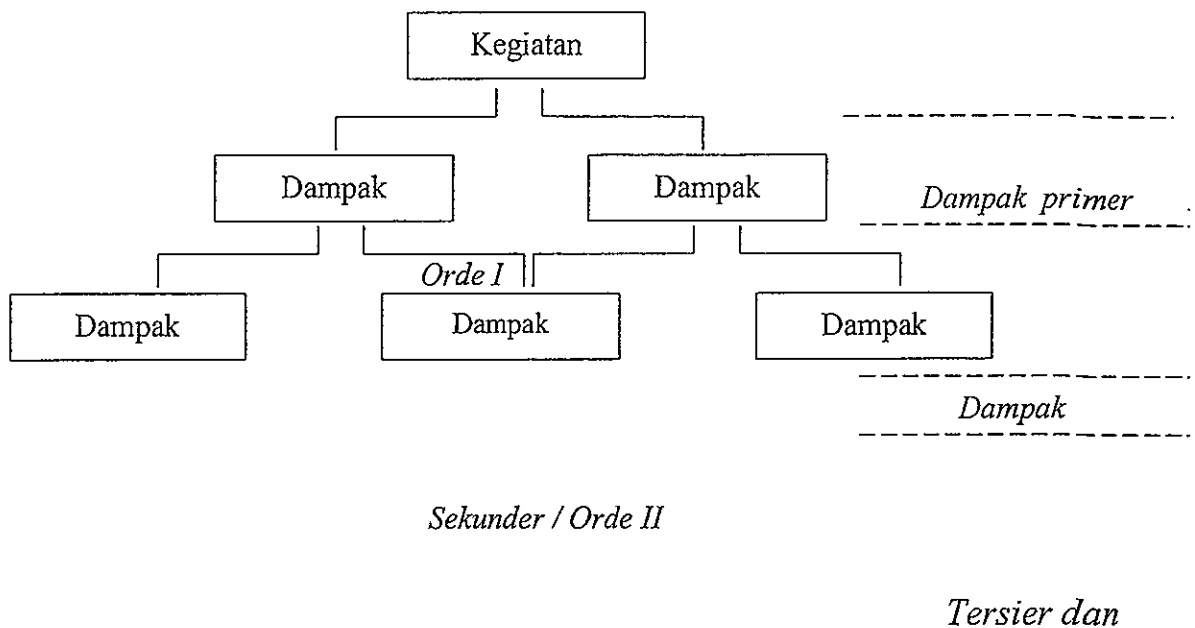 Kegiatan
Dampak Dampak Dampak primer
Orde I
Dampak Dampak Dampak
Dampak
Sekunder / Orde II
Tersier dan